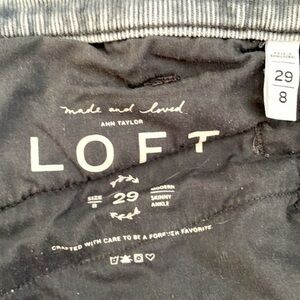 made and loved
ANN TAYLOR
LOFT
SIZE 8
29
MODERN
SKINNY
ANKLE
CRAFTED WITH CARE TO BE A FOREVER FAVORITE
29
8